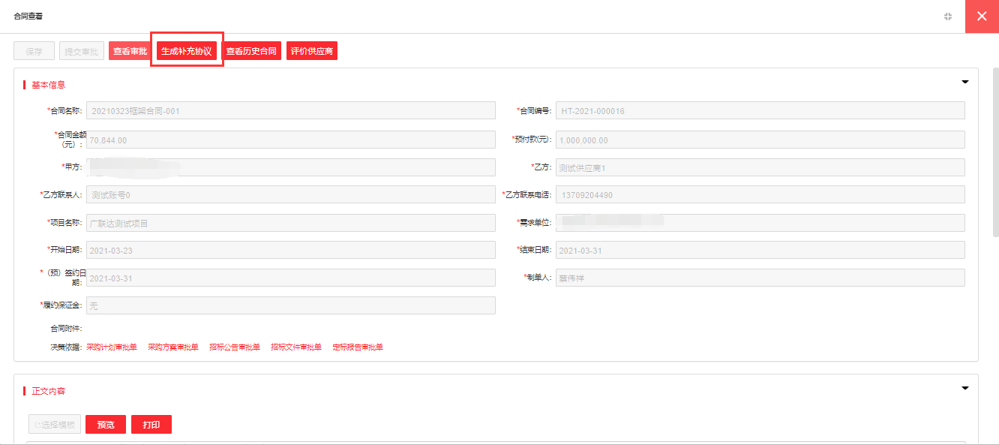 合同查看
保存 提交审批 查看审批 生成补充协议 查看历史合同 评价供应商
基本信息
*合同名称: 20210323框架合同-001 *合同编号: HT-2021-000016
*合同金额(元): 70,844.00 *预付款(元): 1,000,000.00
*甲方: *乙方: 测试供应商1
*乙方联系人: 测试账号0 *乙方联系电话: 13709204490
*项目名称: 广联达测试项目 *需求单位:
*开始日期: 2021-03-23 *结束日期: 2021-03-31
*（预）签约日期: 2021-03-31 *制单人: 蔡伟样
*履约保证金: 无
合同附件:
决策依据: 采购计划审批单 采购方案审批单 招标公告审批单 招标文件审批单 定标报告审批单
正文内容
选择模板 预览 打印